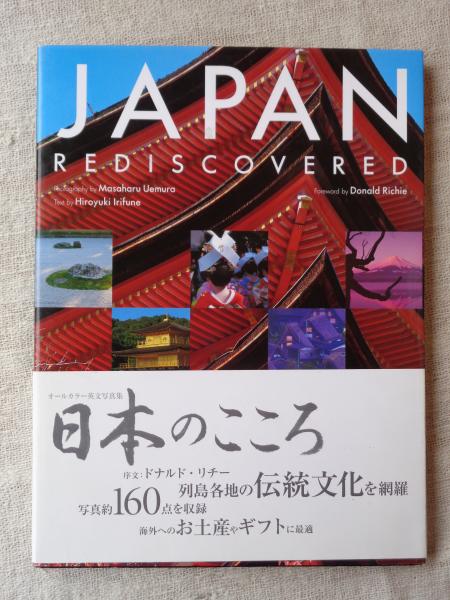 JAPAN
REDISCOVERED
Photography by Masaharu Uemura
Foreword by Donald Richie
Text by Hiroyuki Irifune
オールカラー英文写真集
日本のこころ
序文:ドナルド・リチー
列島各地の伝統文化を網羅
写真約160点を収録
海外へのお土産やギフトに最適